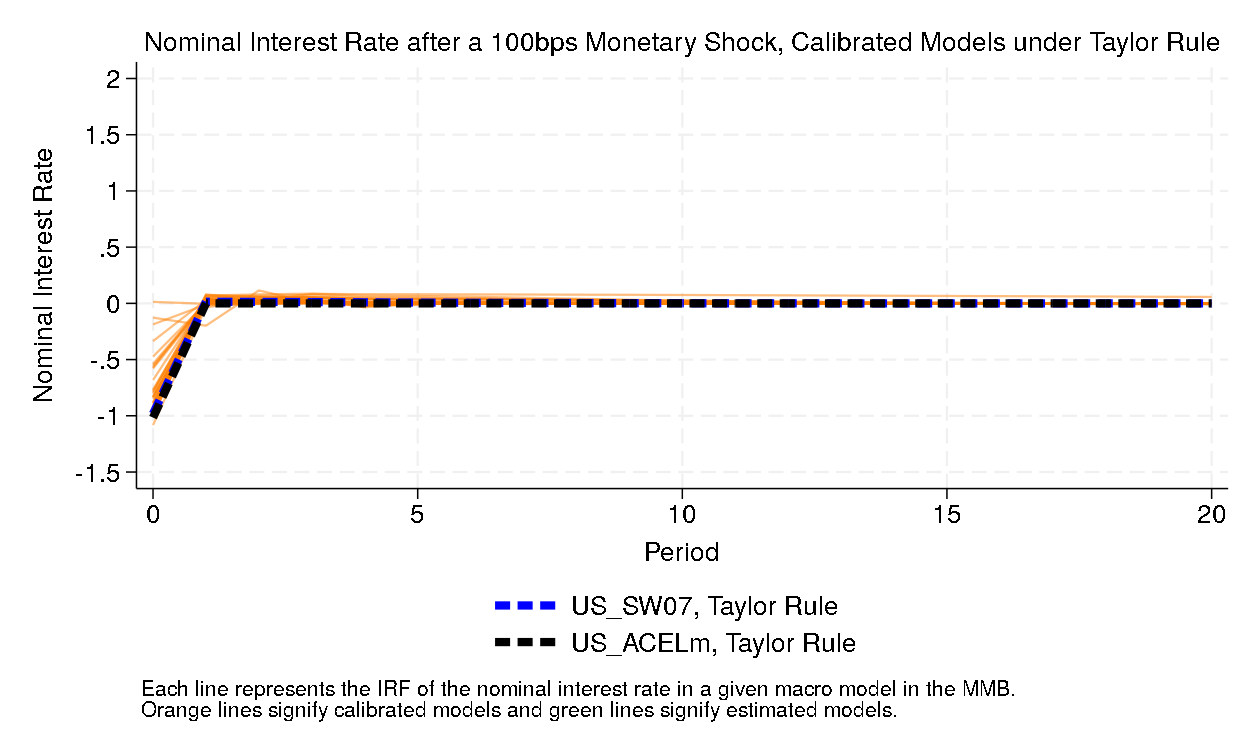 Nominal Interest Rate after a 100bps Monetary Shock, Calibrated Models under Taylor Rule
Nominal Interest Rate
2
1.5
1
.5
0
-.5
-1
-1.5
0 5 10 15 20
Period
US_SW07, Taylor Rule
US_ACELm, Taylor Rule
Each line represents the IRF of the nominal interest rate in a given macro model in the MMB.
Orange lines signify calibrated models and green lines signify estimated models.